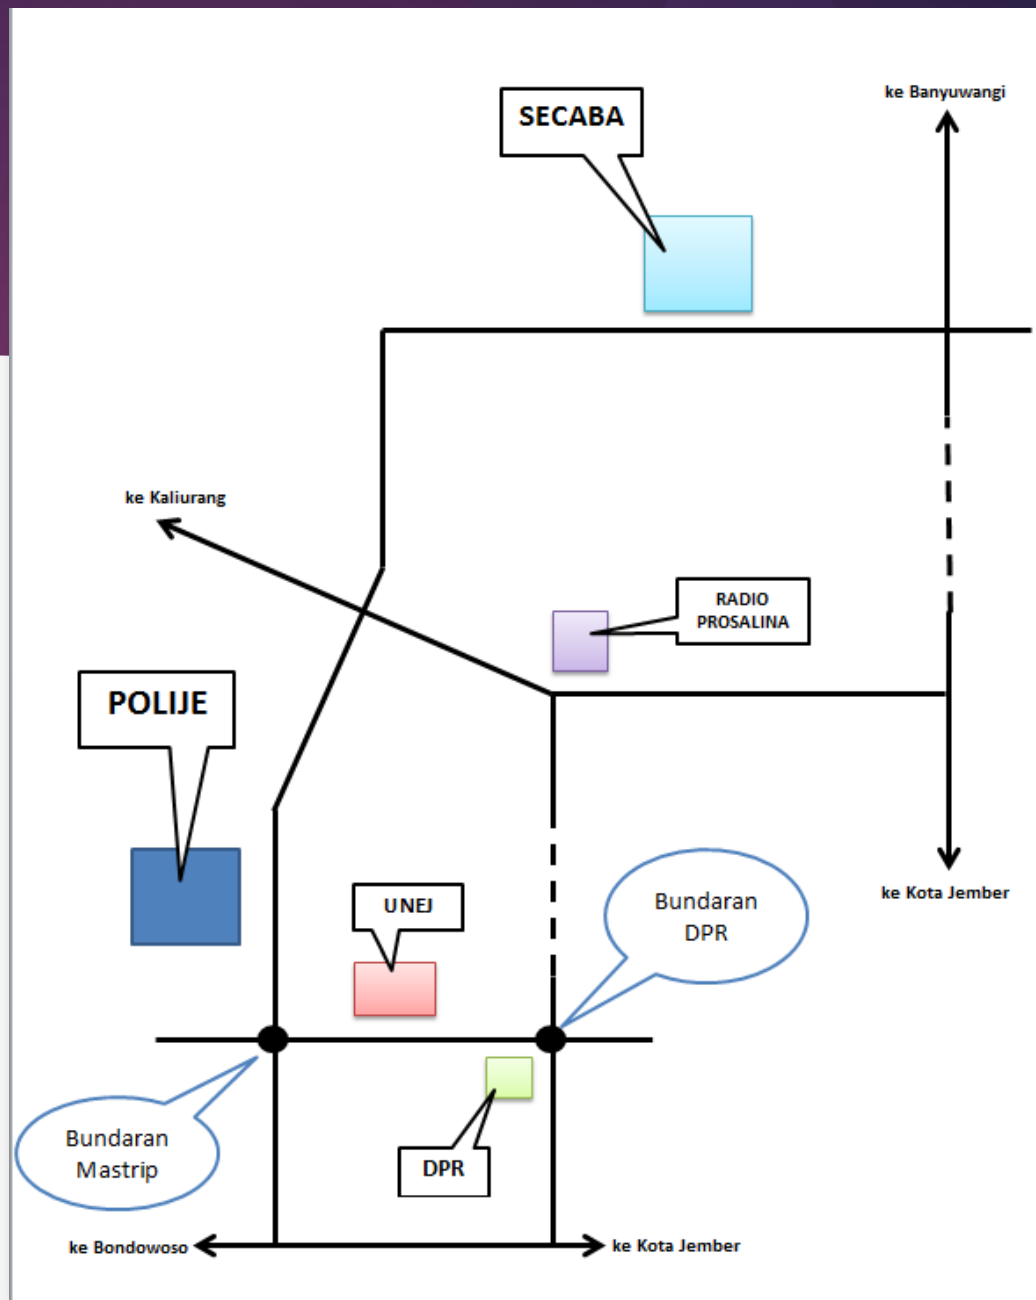 ke Banyuwangi
SECABA
ke Kaliurang
RADIO
PROSALINA
POLIJE
UNEJ
Bundaran
DPR
ke Kota Jember
Bundaran
Mastrip
DPR
ke Bondowoso
ke Kota Jember